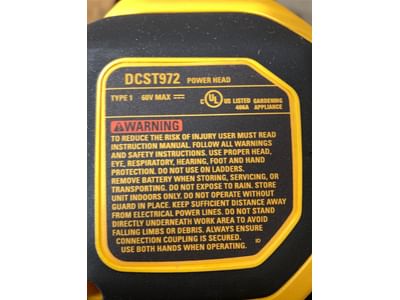 DCST972 POWER HEAD
TYPE 1 60V MAX ⎓
C UL US LISTED GARDENING
486A APPLIANCE
⚠WARNING
TO REDUCE THE RISK OF INJURY USER MUST READ
INSTRUCTION MANUAL. FOLLOW ALL WARNINGS
AND SAFETY INSTRUCTIONS. USE PROPER HEAD,
EYE, RESPIRATORY, HEARING, FOOT AND HAND
PROTECTION. DO NOT USE ON LADDERS.
REMOVE BATTERY WHEN STORING, SERVICING, OR
TRANSPORTING. DO NOT EXPOSE TO RAIN. STORE
UNIT INDOORS ONLY. DO NOT OPERATE WITHOUT
GUARD IN PLACE. KEEP SUFFICIENT DISTANCE AWAY
FROM ELECTRICAL POWER LINES. DO NOT STAND
DIRECTLY UNDERNEATH WORK AREA TO AVOID
FALLING LIMBS OR DEBRIS. ALWAYS ENSURE
CONNECTION COUPLING IS SECURED.
USE BOTH HANDS WHEN OPERATING.